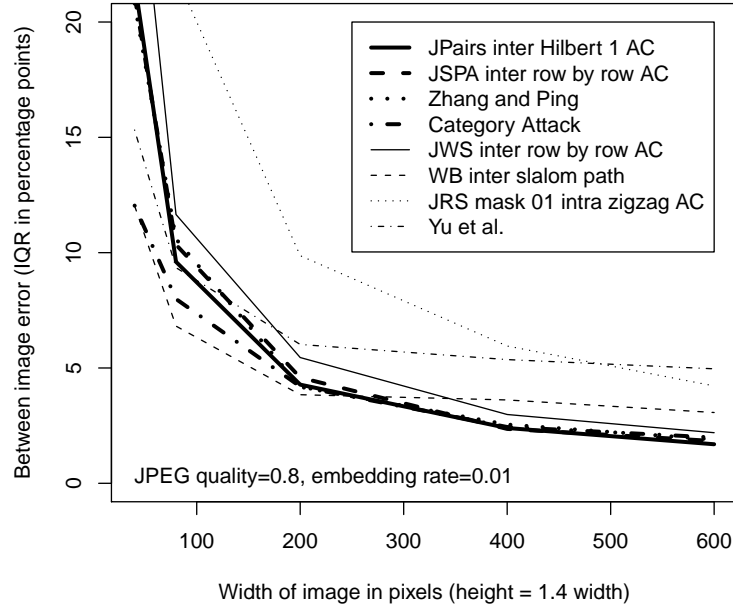 JPairs inter Hilbert 1 AC
JSPA inter row by row AC
Zhang and Ping
Category Attack
JWS inter row by row AC
WB inter slalom path
JRS mask 01 intra zigzag AC
Yu et al.
Between image error (IQR in percentage points)
20
15
10
5
0
JPEG quality=0.8, embedding rate=0.01
100 200 300 400 500 600
Width of image in pixels (height = 1.4 width)